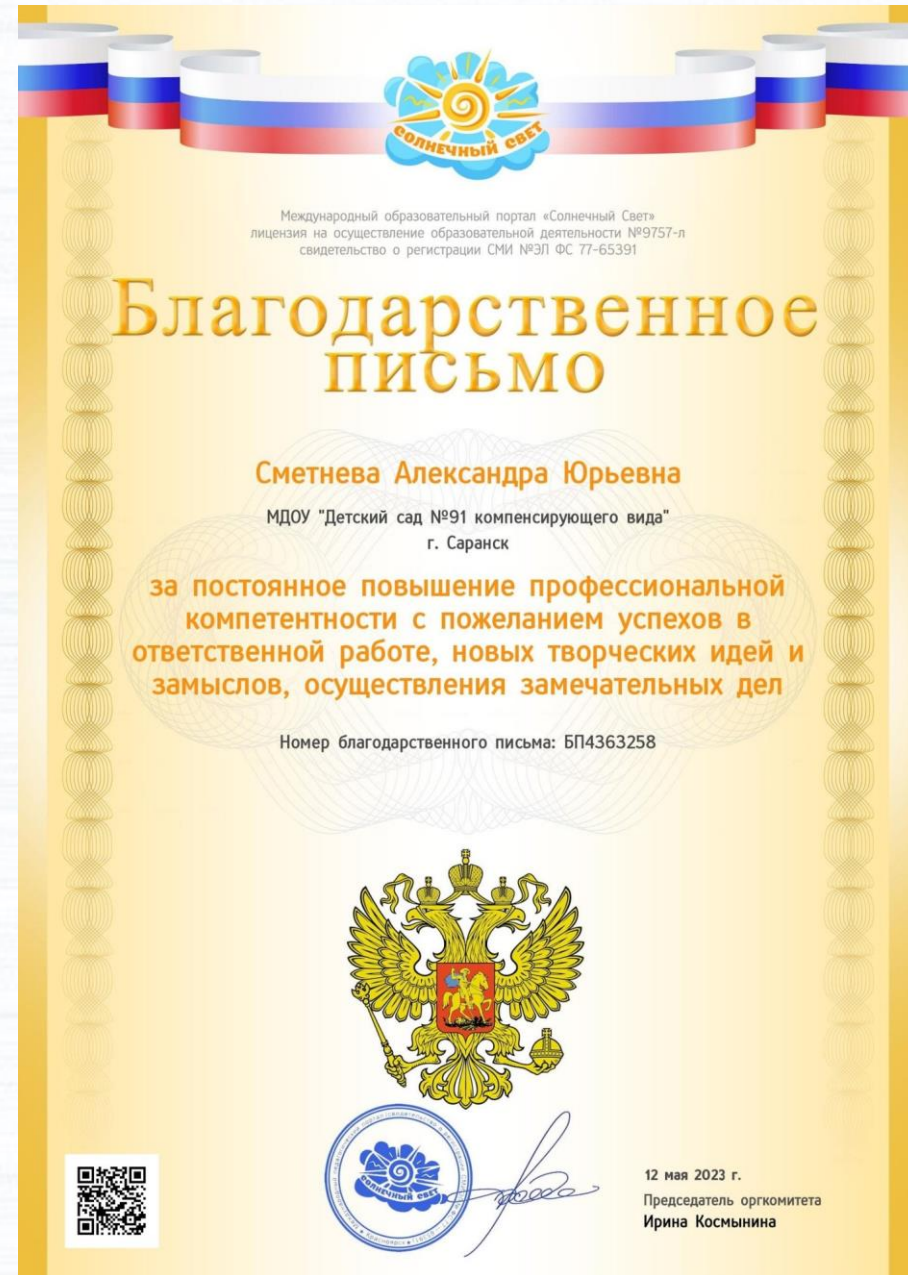 СОЛНЕЧНЫЙ СВЕТ
Международный образовательный портал «Солнечный Свет»
лицензия на осуществление образовательной деятельности №9757-л
свидетельство о регистрации СМИ №ЭЛ ФС 77-65391
Благодарственное
письмо
Сметнева Александра Юрьевна
МДОУ "Детский сад №91 компенсирующего вида"
г. Саранск
за постоянное повышение профессиональной
компетентности с пожеланием успехов в
ответственной работе, новых творческих идей и
замыслов, осуществления замечательных дел
Номер благодарственного письма: БП4363258
СОЛНЕЧНЫЙ СВЕТ
12 мая 2023 г.
Председатель оргкомитета
Ирина Космынина